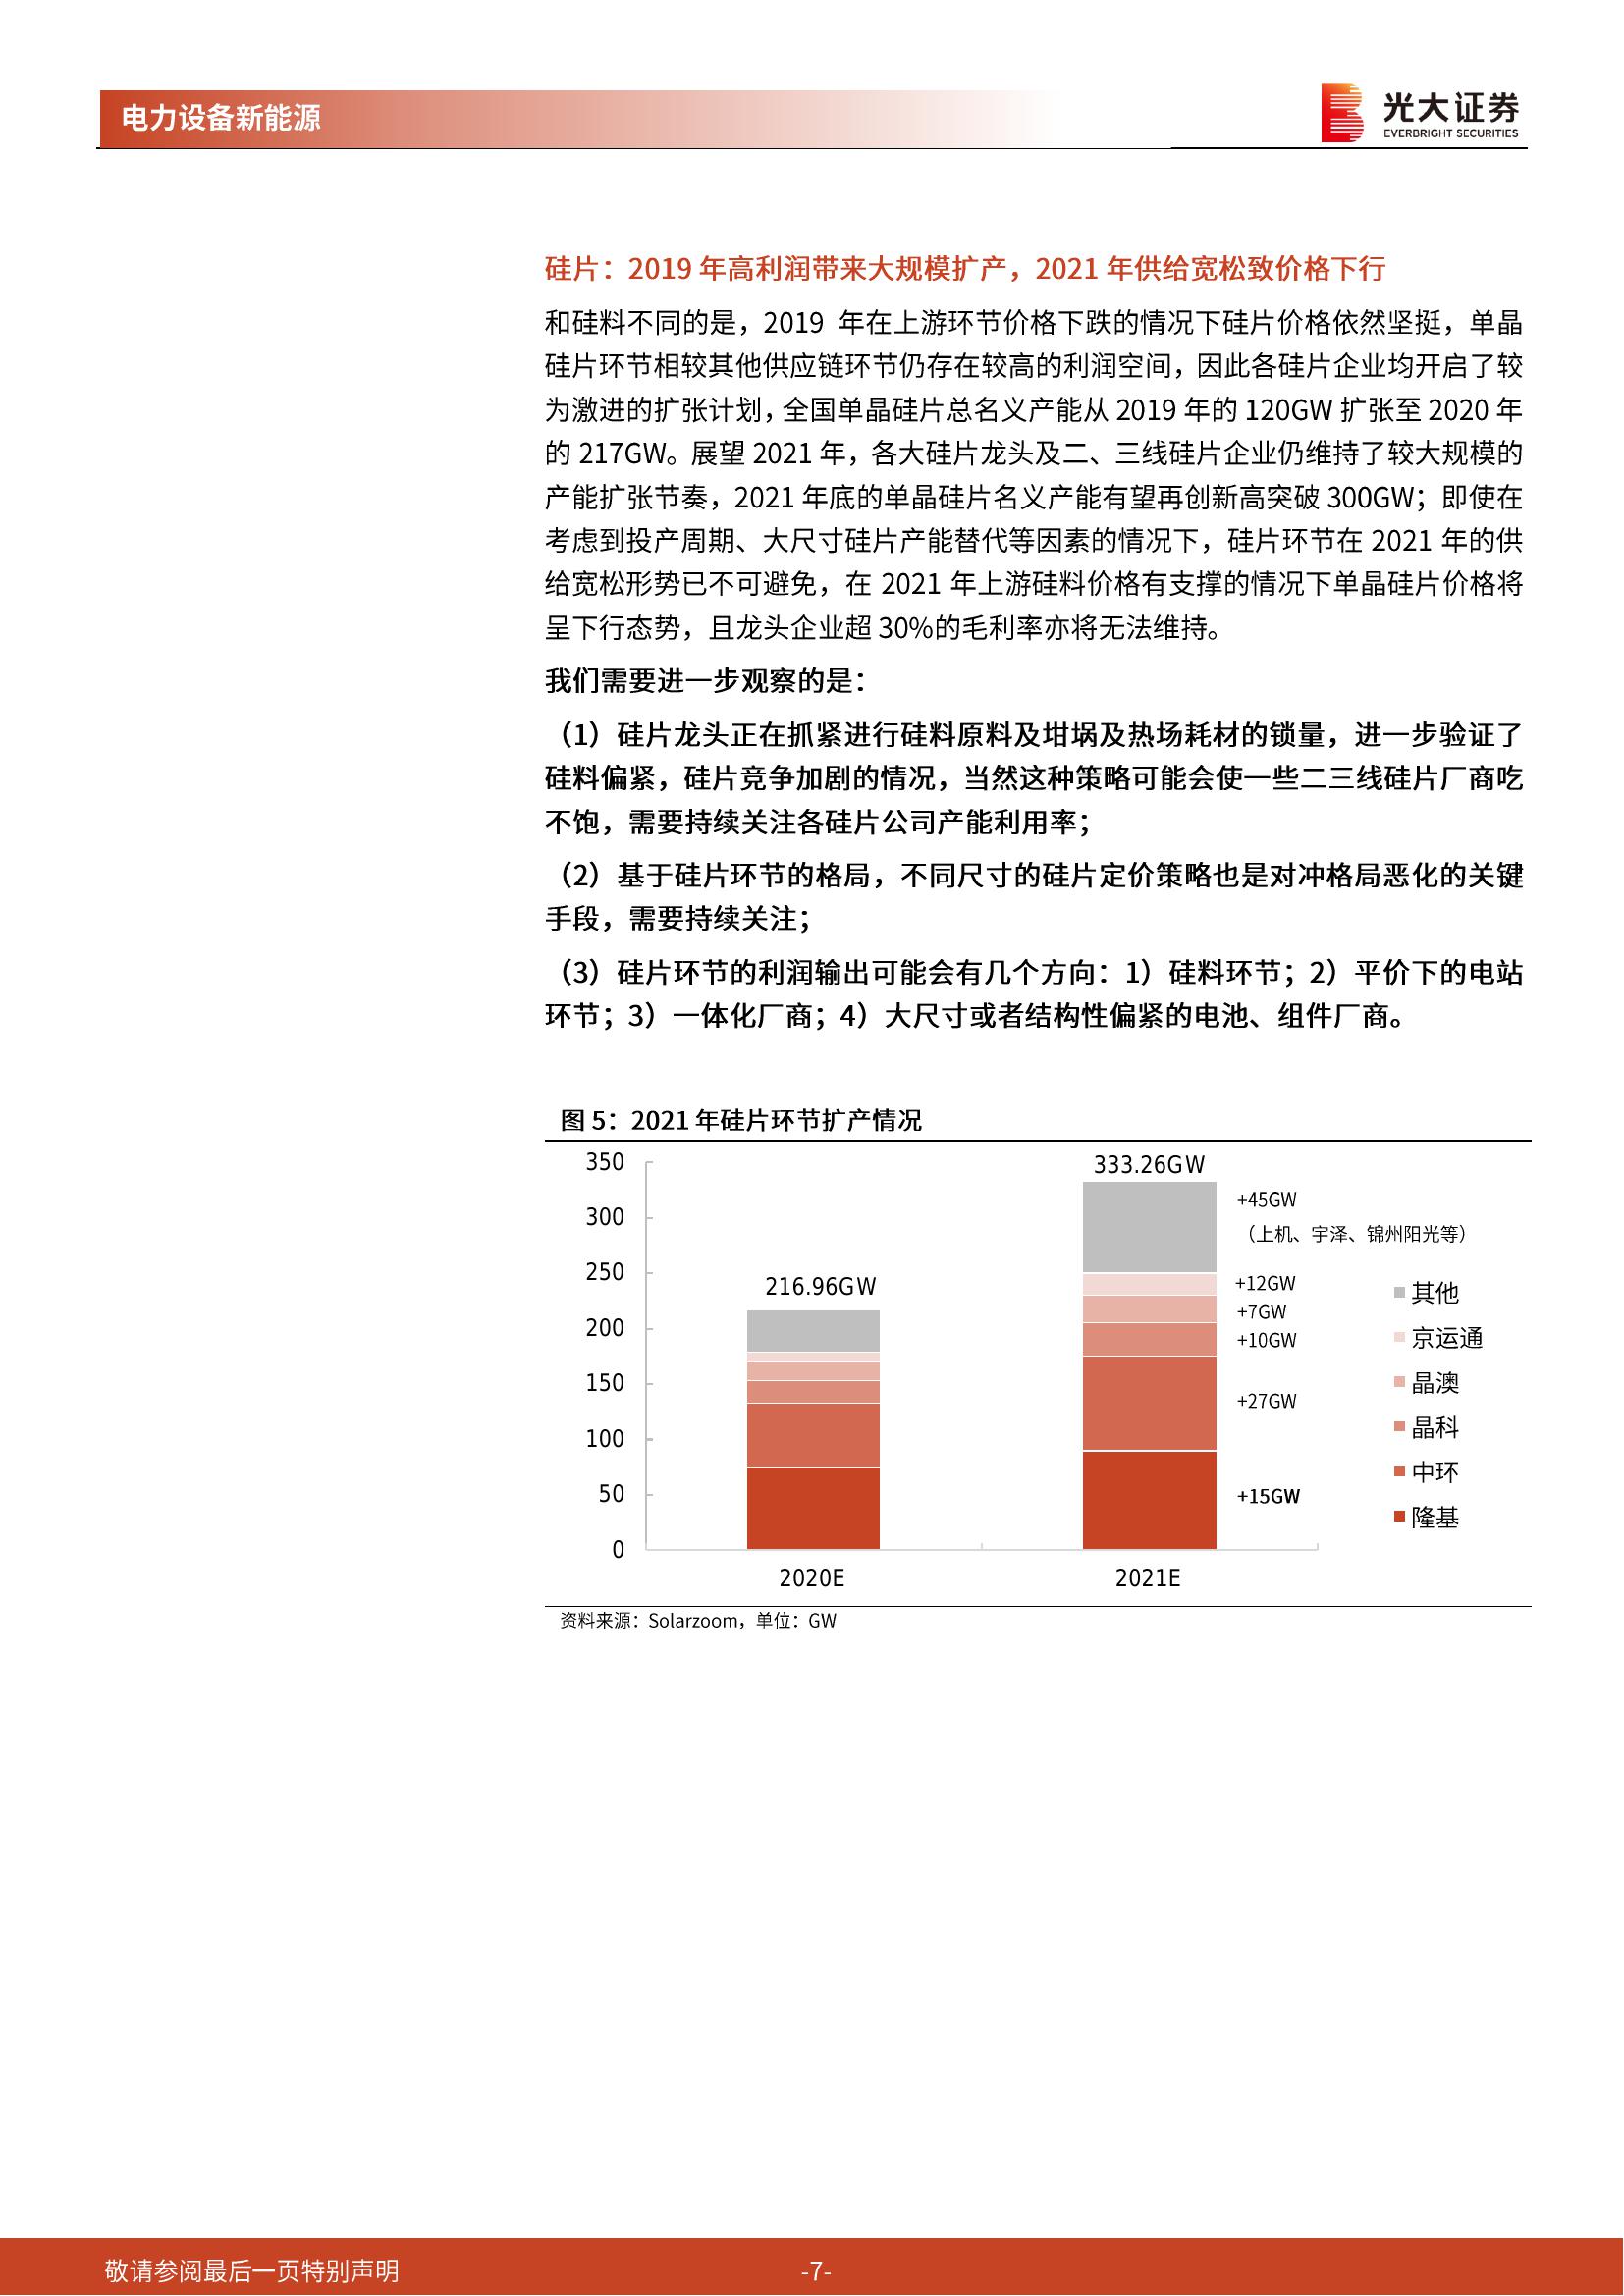 电力设备新能源
光大证券
EVERBRIGHT SECURITIES
硅片：2019 年高利润带来大规模扩产，2021 年供给宽松致价格下行
和硅料不同的是，2019 年在上游环节价格下跌的情况下硅片价格依然坚挺，单晶
硅片环节相较其他供应链环节仍存在较高的利润空间，因此各硅片企业均开启了较
为激进的扩张计划，全国单晶硅片总名义产能从 2019 年的 120GW 扩张至 2020 年
的 217GW。展望 2021 年，各大硅片龙头及二、三线硅片企业仍维持了较大规模的
产能扩张节奏，2021 年底的单晶硅片名义产能有望再创新高突破 300GW；即使在
考虑到投产周期、大尺寸硅片产能替代等因素的情况下，硅片环节在 2021 年的供
给宽松形势已不可避免，在 2021 年上游硅料价格有支撑的情况下单晶硅片价格将
呈下行态势，且龙头企业超 30%的毛利率亦将无法维持。
我们需要进一步观察的是：
（1）硅片龙头正在抓紧进行硅料原料及坩埚及热场耗材的锁量，进一步验证了
硅料偏紧，硅片竞争加剧的情况，当然这种策略可能会使一些二三线硅片厂商吃
不饱，需要持续关注各硅片公司产能利用率；
（2）基于硅片环节的格局，不同尺寸的硅片定价策略也是对冲格局恶化的关键
手段，需要持续关注；
（3）硅片环节的利润输出可能会有几个方向：1）硅料环节；2）平价下的电站
环节；3）一体化厂商；4）大尺寸或者结构性偏紧的电池、组件厂商。
图 5：2021 年硅片环节扩产情况
350
300
250
200
150
100
50
0
216.96GW
333.26GW
+45GW
（上机、宇泽、锦州阳光等）
+12GW
+7GW
+10GW
+27GW
+15GW
其他
京运通
晶澳
晶科
中环
隆基
2020E
2021E
资料来源：Solarzoom，单位：GW
敬请参阅最后一页特别声明
-7-